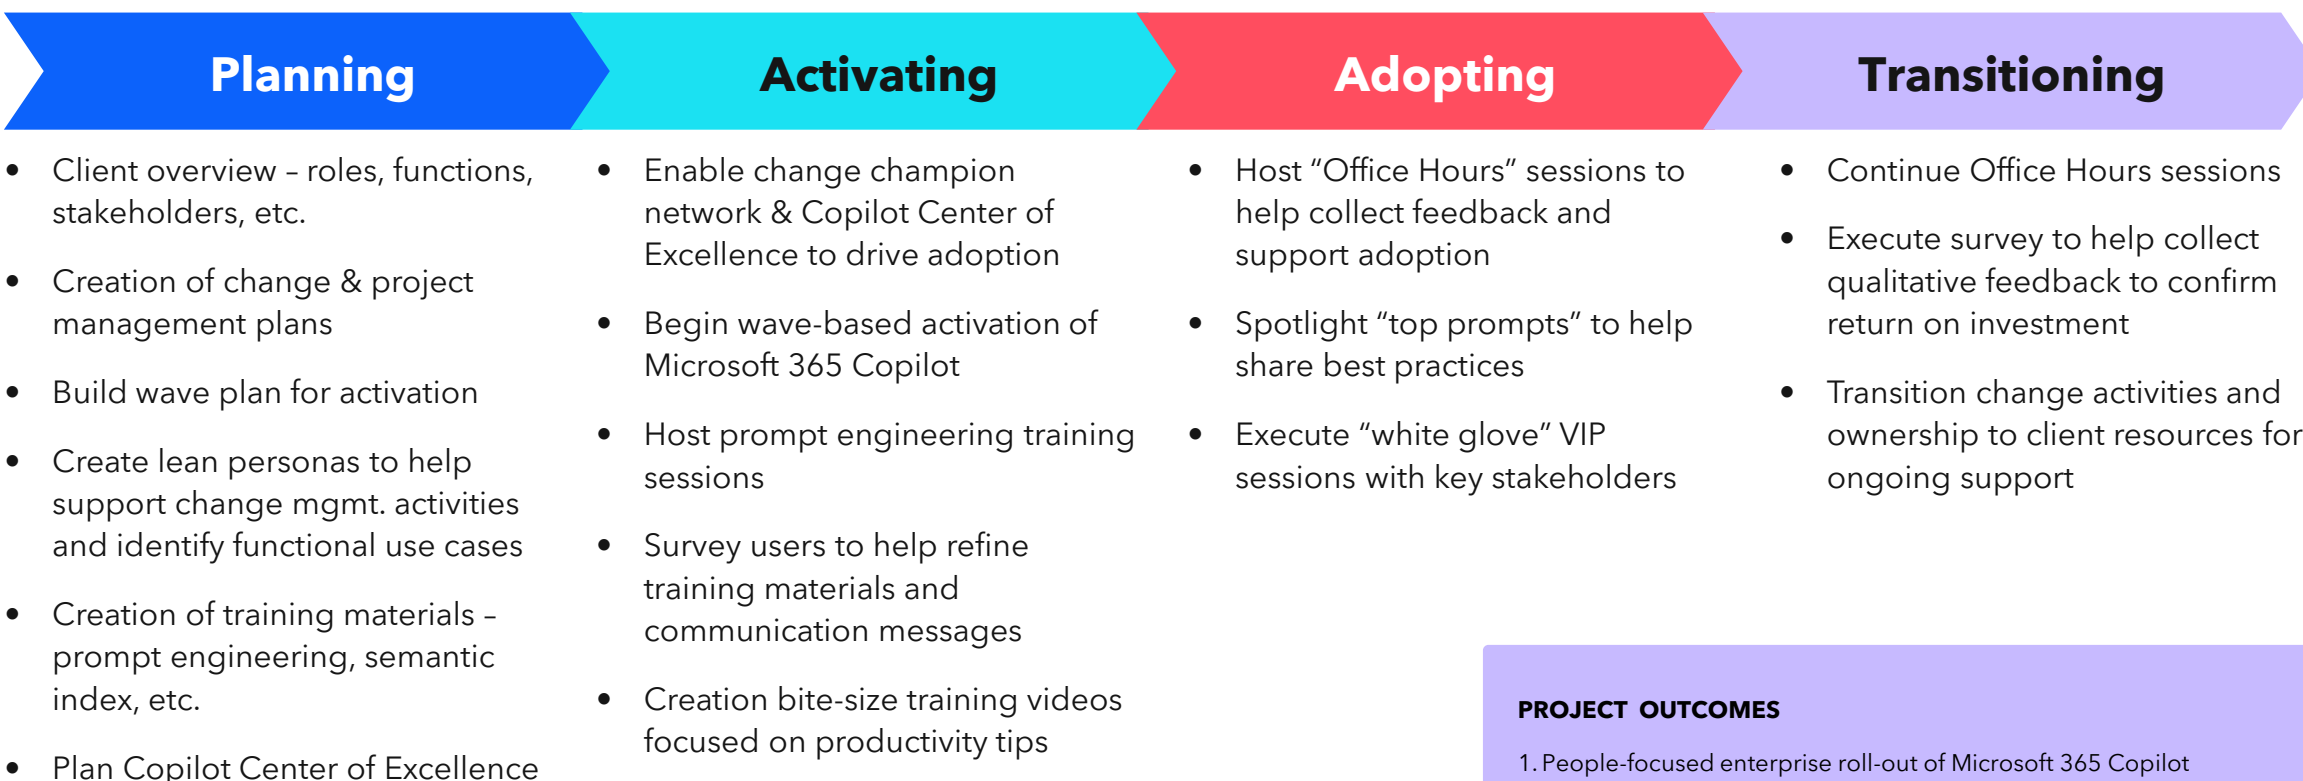 Planning
Activating
Adopting
Transitioning
• Client overview – roles, functions,
stakeholders, etc.
• Creation of change & project
management plans
• Build wave plan for activation
• Create lean personas to help
support change mgmt. activities
and identify functional use cases
• Creation of training materials –
prompt engineering, semantic
index, etc.
• Plan Copilot Center of Excellence
• Enable change champion
network & Copilot Center of
Excellence to drive adoption
• Begin wave-based activation of
Microsoft 365 Copilot
• Host prompt engineering training
sessions
• Survey users to help refine
training materials and
communication messages
• Creation bite-size training videos
focused on productivity tips
• Host “Office Hours” sessions to
help collect feedback and
support adoption
• Spotlight “top prompts” to help
share best practices
• Execute “white glove” VIP
sessions with key stakeholders
• Continue Office Hours sessions
• Execute survey to help collect
qualitative feedback to confirm
return on investment
• Transition change activities and
ownership to client resources for
ongoing support
PROJECT OUTCOMES
1. People-focused enterprise roll-out of Microsoft 365 Copilot